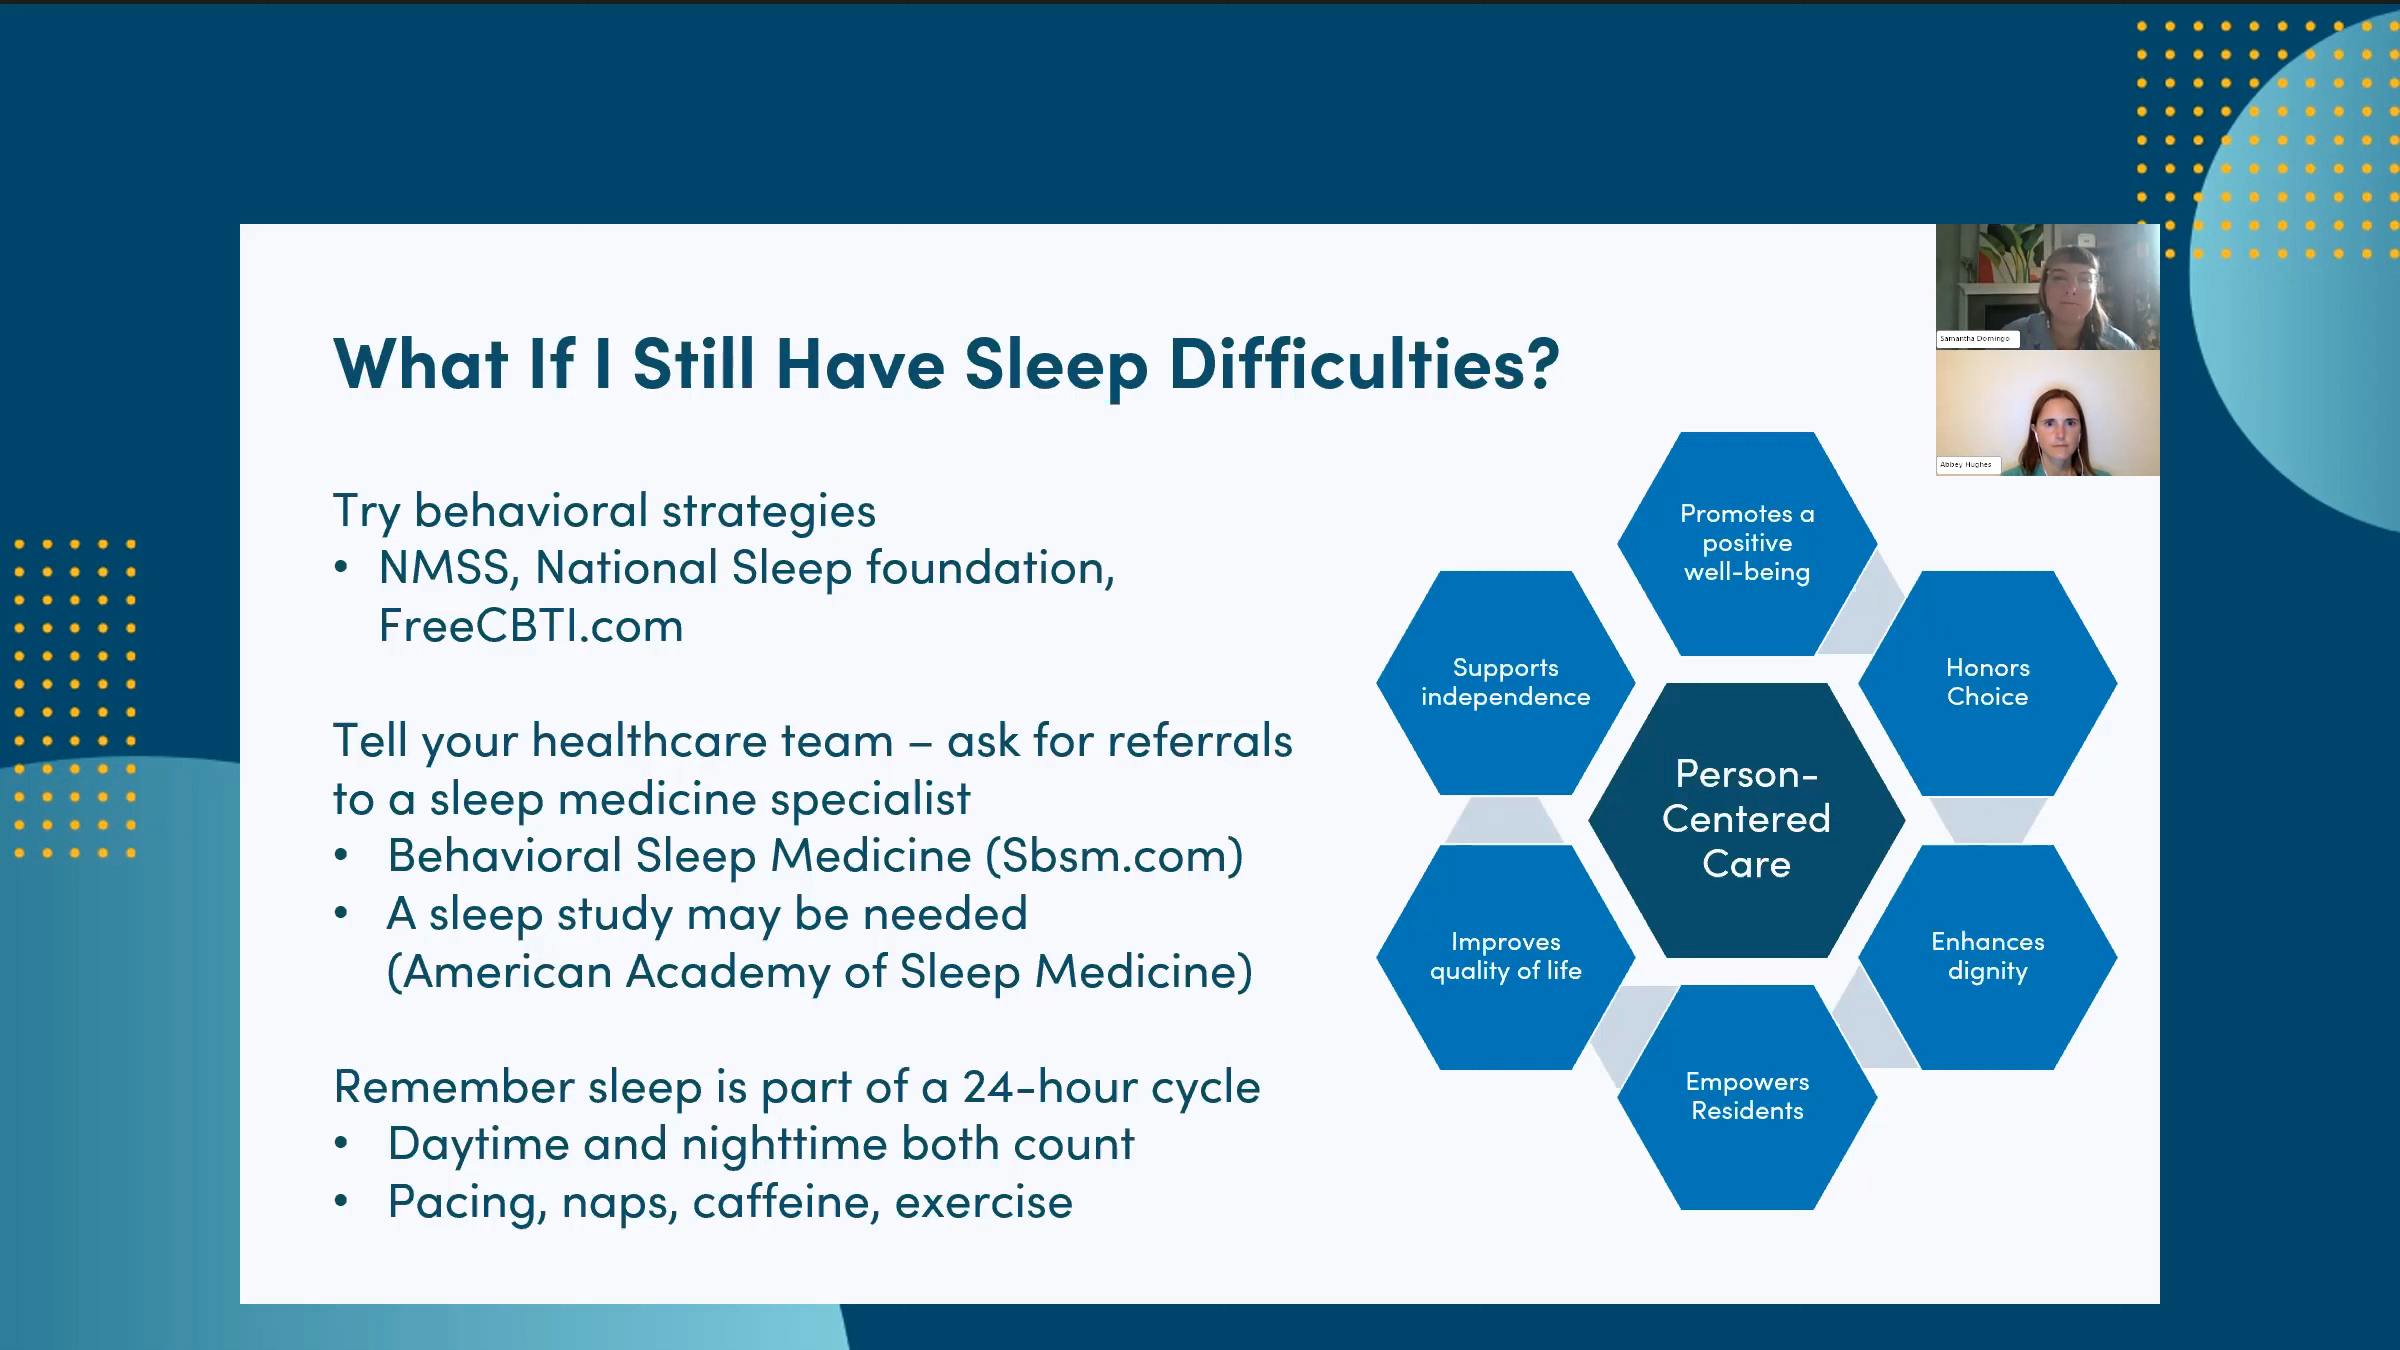 What If I Still Have Sleep Difficulties?
Try behavioral strategies
• NMSS, National Sleep foundation,
FreeCBTI.com
Tell your healthcare team – ask for referrals
to a sleep medicine specialist
• Behavioral Sleep Medicine (Sbsm.com)
• A sleep study may be needed
(American Academy of Sleep Medicine)
Remember sleep is part of a 24-hour cycle
• Daytime and nighttime both count
• Pacing, naps, caffeine, exercise
Promotes a
positive
well-being
Honors
Choice
Enhances
dignity
Empowers
Residents
Improves
quality of life
Supports
independence
Person-
Centered
Care
Samantha Domingo
Abbey Hughes